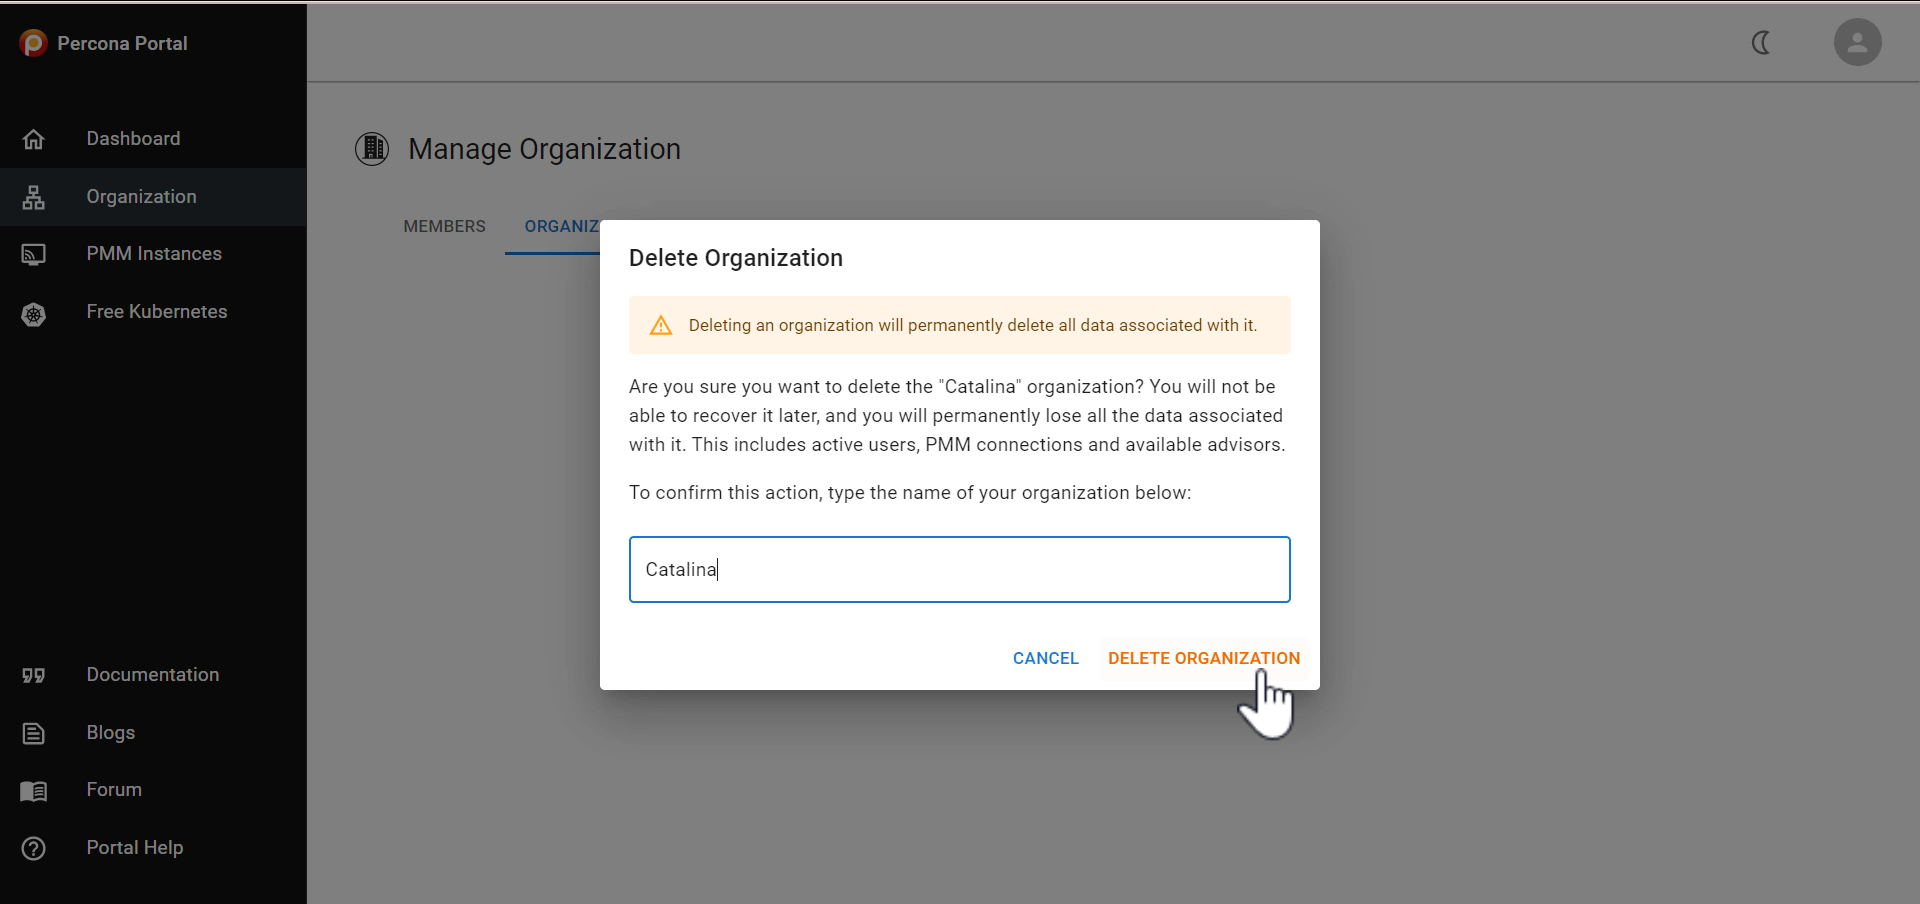 Percona Portal
Dashboard
Organization
PMM Instances
Free Kubernetes
Documentation
Blogs
Forum
Portal Help
Manage Organization
MEMBERS
ORGANIZ
Delete Organization
Deleting an organization will permanently delete all data associated with it.
Are you sure you want to delete the "Catalina" organization? You will not be
able to recover it later, and you will permanently lose all the data associated
with it. This includes active users, PMM connections and available advisors.
To confirm this action, type the name of your organization below:
Catalina
CANCEL
DELETE ORGANIZATION